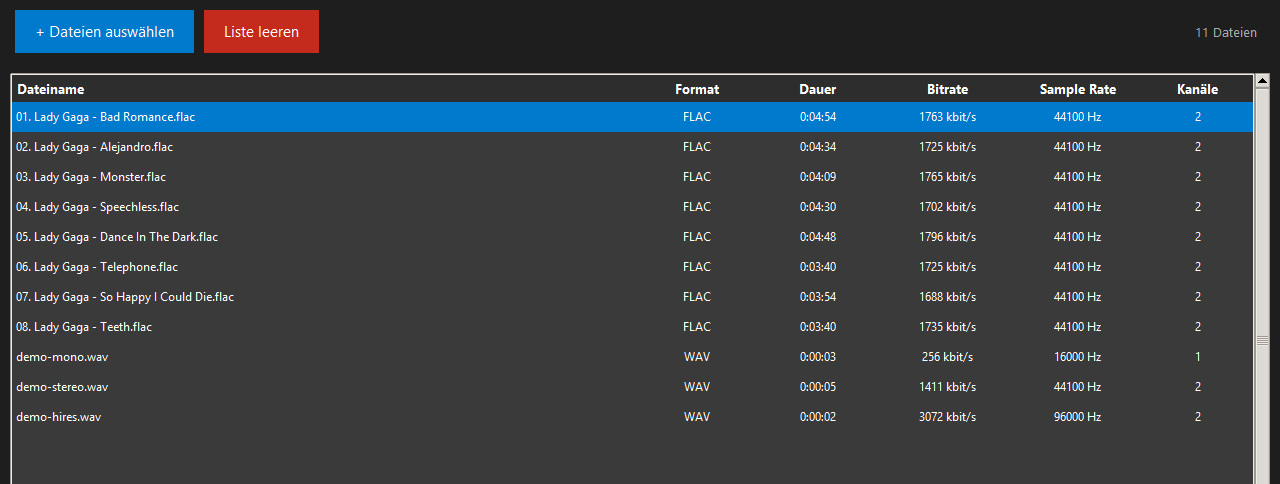 + Dateien auswählen Liste leeren 11 Dateien
Dateiname Format Dauer Bitrate Sample Rate Kanäle
01. Lady Gaga - Bad Romance.flac FLAC 0:04:54 1763 kbit/s 44100 Hz 2
02. Lady Gaga - Alejandro.flac FLAC 0:04:34 1725 kbit/s 44100 Hz 2
03. Lady Gaga - Monster.flac FLAC 0:04:09 1765 kbit/s 44100 Hz 2
04. Lady Gaga - Speechless.flac FLAC 0:04:30 1702 kbit/s 44100 Hz 2
05. Lady Gaga - Dance In The Dark.flac FLAC 0:04:48 1796 kbit/s 44100 Hz 2
06. Lady Gaga - Telephone.flac FLAC 0:03:40 1725 kbit/s 44100 Hz 2
07. Lady Gaga - So Happy I Could Die.flac FLAC 0:03:54 1688 kbit/s 44100 Hz 2
08. Lady Gaga - Teeth.flac FLAC 0:03:40 1735 kbit/s 44100 Hz 2
demo-mono.wav WAV 0:00:03 256 kbit/s 16000 Hz 1
demo-stereo.wav WAV 0:00:05 1411 kbit/s 44100 Hz 2
demo-hires.wav WAV 0:00:02 3072 kbit/s 96000 Hz 2